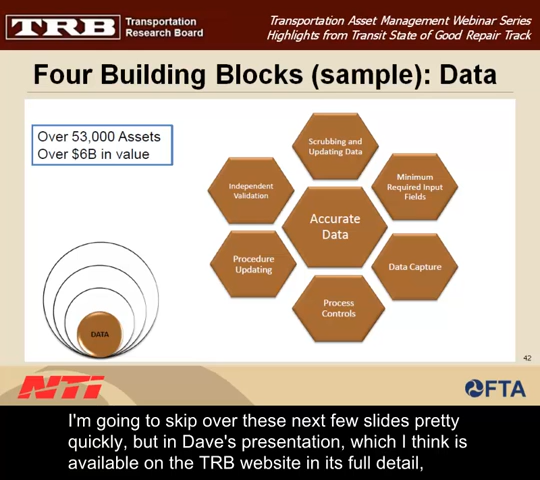 TRB
Transportation
Research Board
Transportation Asset Management Webinar Series
Highlights from Transit State of Good Repair Track
Four Building Blocks (sample): Data
Over 53,000 Assets
Over $6B in value
Scrubbing and
Updating Data
Minimum
Required Input
Fields
Independent
Validation
Accurate
Data
Procedure
Updating
Data Capture
Process
Controls
DATA
42
NTI
FTA
I'm going to skip over these next few slides pretty
quickly, but in Dave's presentation, which I think is
available on the TRB website in its full detail,